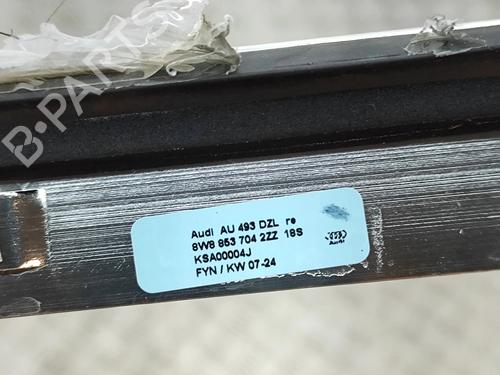 B-PARTS
Audi AU 493 DZL re
8W8 853 704 2ZZ 18S
KSA00004J
FYN / KW 07-24
Audi